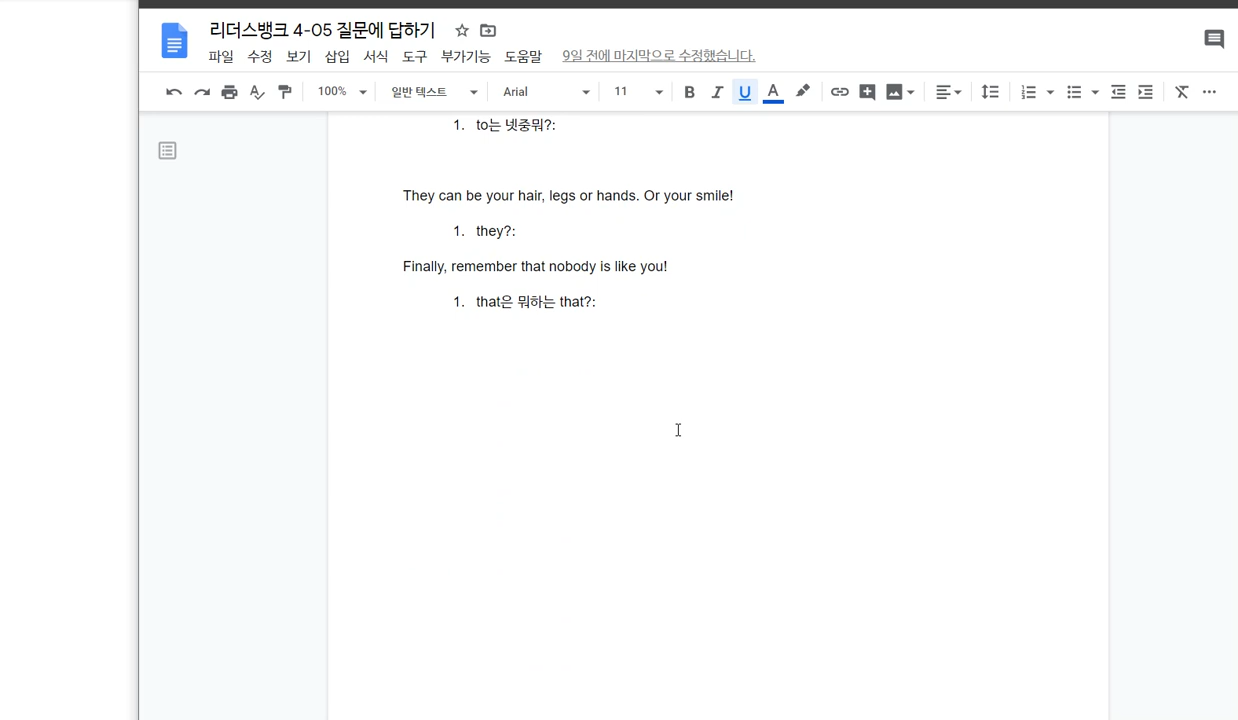 리더스뱅크 4-05 질문에 답하기
파일 수정 보기 삽입 서식 도구 부가기능 도움말 9일 전에 마지막으로 수정했습니다.
100% 일반 텍스트 Arial 11 B I U A
1. to는 넷중뭐?:
They can be your hair, legs or hands. Or your smile!
1. they?:
Finally, remember that nobody is like you!
1. that은 뭐하는 that?: